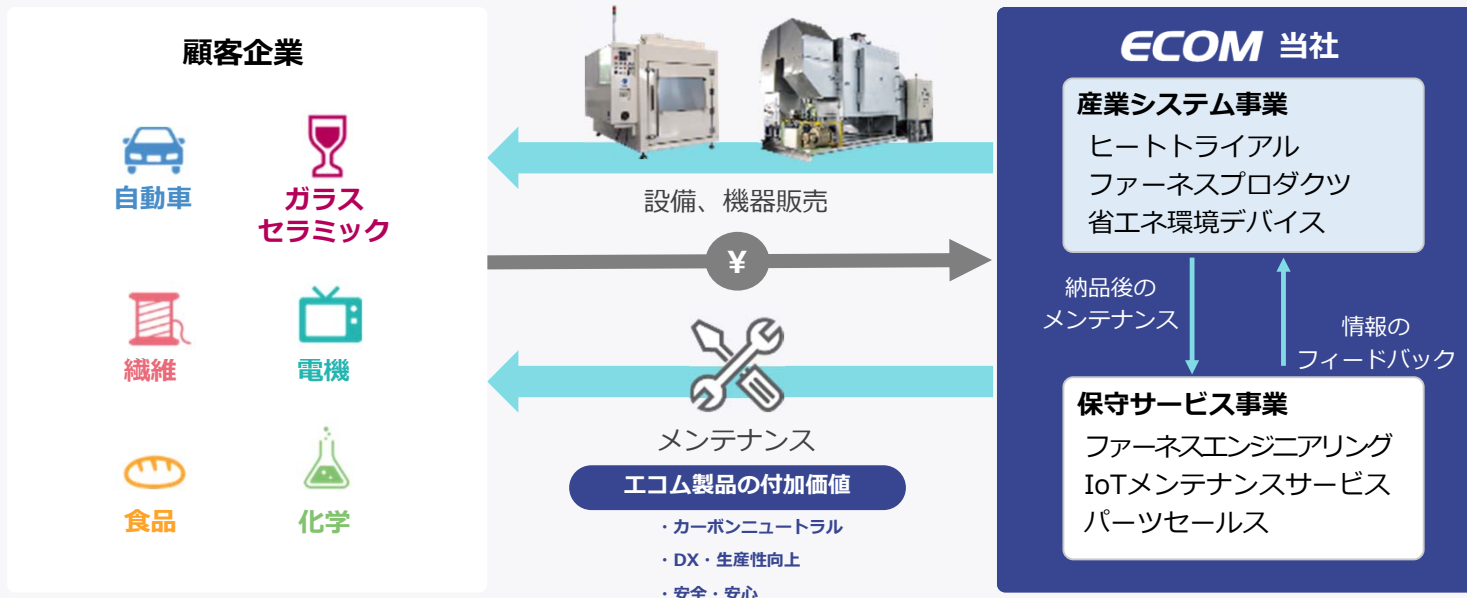 顧客企業
自動車
ガラス
セラミック
繊維
電機
食品
化学
設備、機器販売
¥
メンテナンス
エコム製品の付加価値
・カーボンニュートラル
・DX・生産性向上
・安全・安心
ECOM 当社
産業システム事業
ヒートトライアル
ファーネスプロダクツ
省エネ環境デバイス
納品後の
メンテナンス
情報の
フィードバック
保守サービス事業
ファーネスエンジニアリング
IoTメンテナンスサービス
パーツセールス